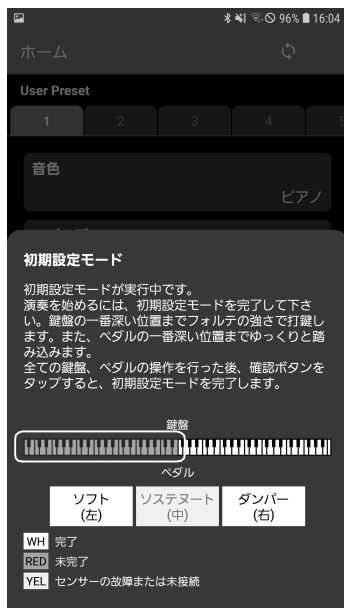 96% 16:04
ホーム
User Preset
1 2 3 4 5
音色
ピアノ
初期設定モード
初期設定モードが実行中です。
演奏を始めるには、初期設定モードを完了して下さ
い。鍵盤の一番深い位置までフォルテの強さで打鍵し
ます。また、ペダルの一番深い位置までゆっくりと踏
み込みます。
全ての鍵盤、ペダルの操作を行った後、確認ボタンを
タップすると、初期設定モードを完了します。
鍵盤
ペダル
ソフト ソステヌート ダンパー
(左) (中) (右)
WH 完了
RED 未完了
YEL センサーの故障または未接続